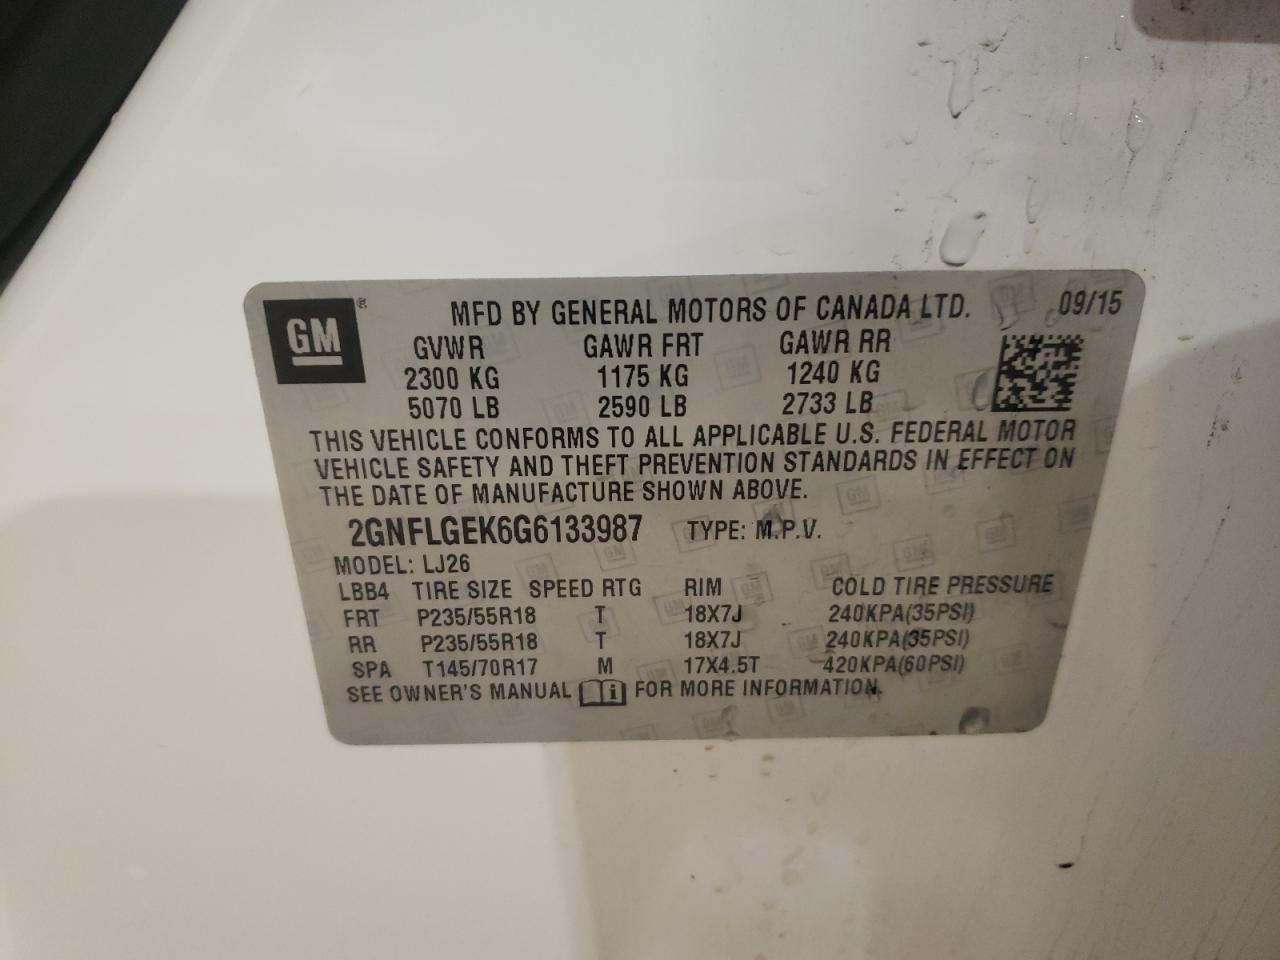 GM ®
MFD BY GENERAL MOTORS OF CANADA LTD. 09/15
GVWR GAWR FRT GAWR RR
2300 KG 1175 KG 1240 KG
5070 LB 2590 LB 2733 LB
THIS VEHICLE CONFORMS TO ALL APPLICABLE U.S. FEDERAL MOTOR
VEHICLE SAFETY AND THEFT PREVENTION STANDARDS IN EFFECT ON
THE DATE OF MANUFACTURE SHOWN ABOVE.
2GNFLGEK6G6133987 TYPE: M.P.V.
MODEL: LJ26
LBB4 TIRE SIZE SPEED RTG RIM COLD TIRE PRESSURE
FRT P235/55R18 T 18X7J 240KPA(35PSI)
RR P235/55R18 T 18X7J 240KPA(35PSI)
SPA T145/70R17 M 17X4.5T 420KPA(60PSI)
SEE OWNER'S MANUAL i FOR MORE INFORMATION.